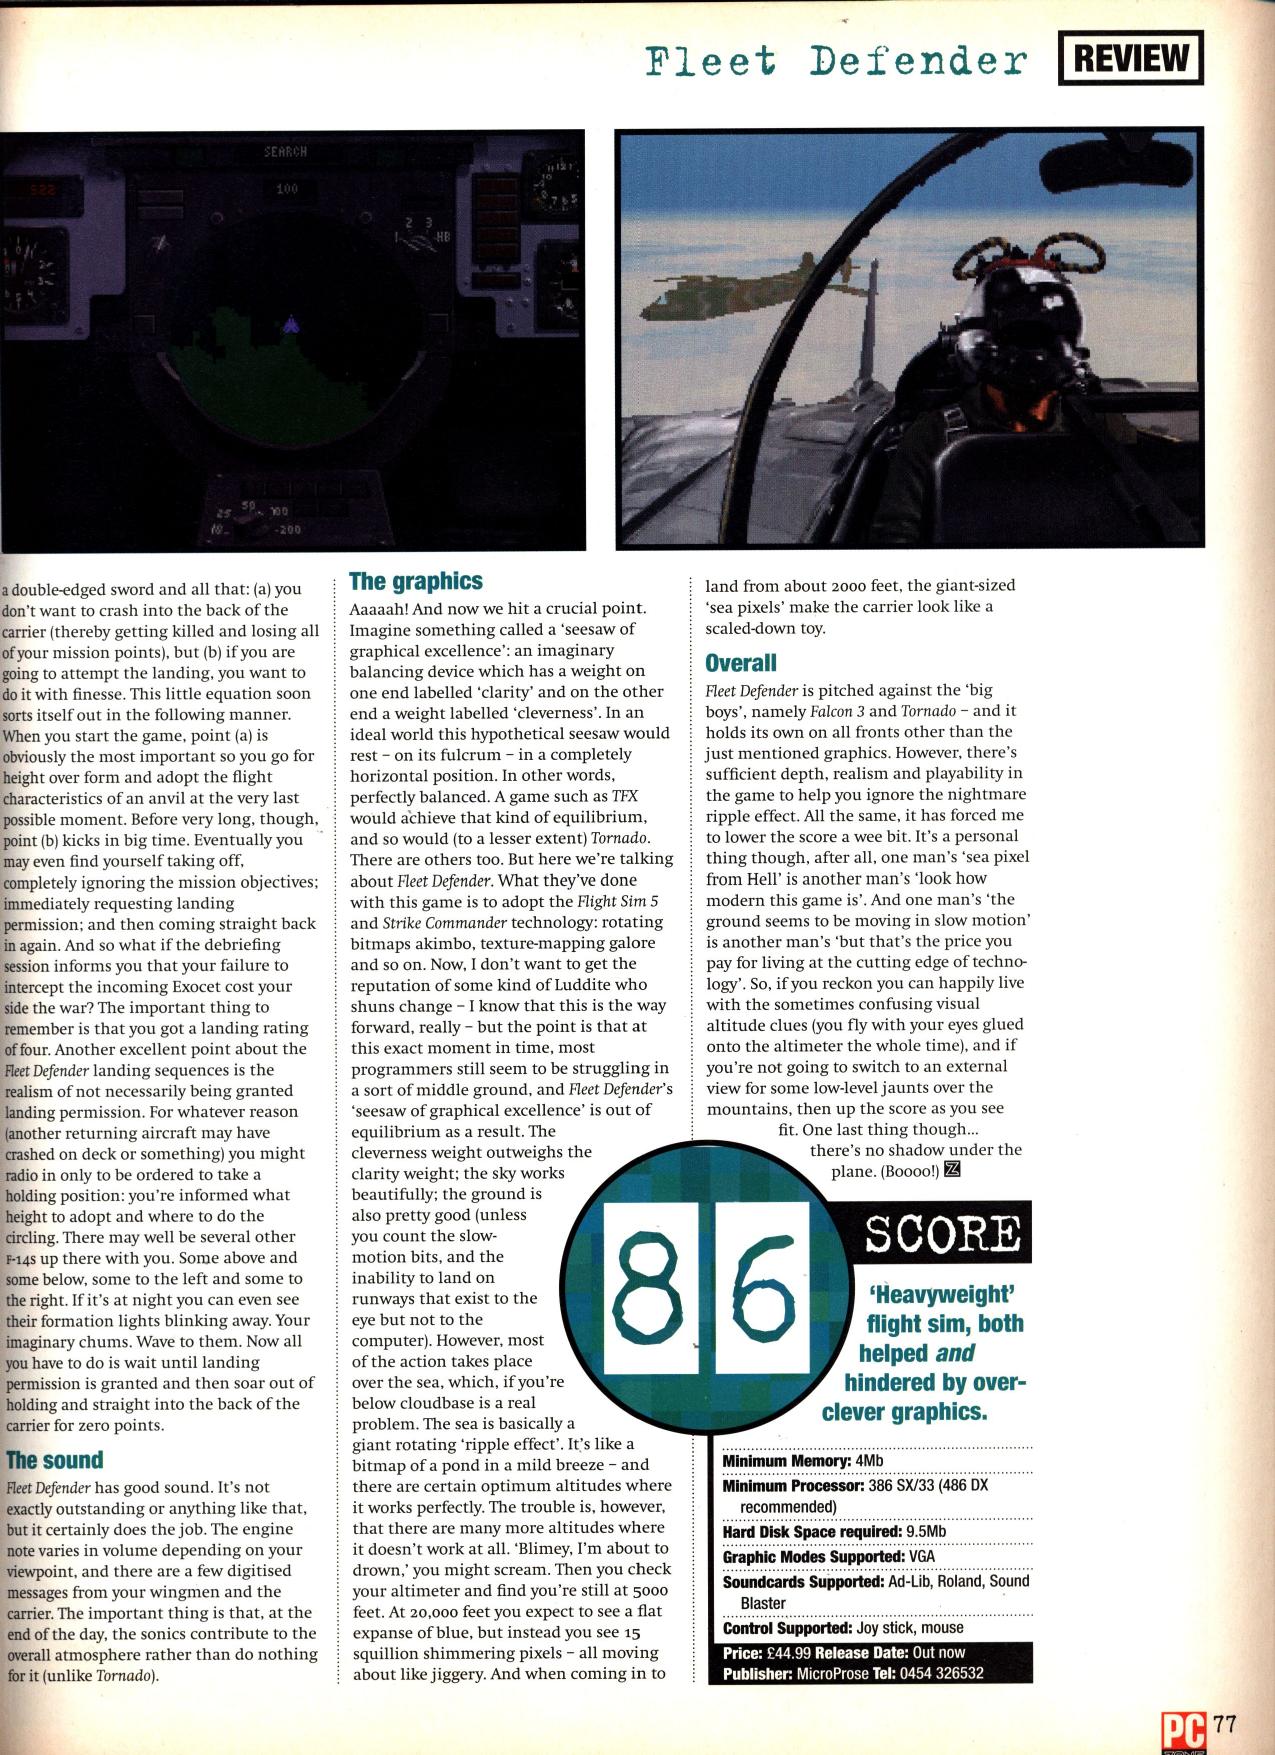 Fleet Defender REVIEW
SEARCH
100
522
2 3
1 HB
25 50 100
10 -200
a double-edged sword and all that: (a) you
don't want to crash into the back of the
carrier (thereby getting killed and losing all
of your mission points), but (b) if you are
going to attempt the landing, you want to
do it with finesse. This little equation soon
sorts itself out in the following manner.
When you start the game, point (a) is
obviously the most important so you go for
height over form and adopt the flight
characteristics of an anvil at the very last
possible moment. Before very long, though,
point (b) kicks in big time. Eventually you
may even find yourself taking off,
completely ignoring the mission objectives;
immediately requesting landing
permission; and then coming straight back
in again. And so what if the debriefing
session informs you that your failure to
intercept the incoming Exocet cost your
side the war? The important thing to
remember is that you got a landing rating
of four. Another excellent point about the
Fleet Defender landing sequences is the
realism of not necessarily being granted
landing permission. For whatever reason
(another returning aircraft may have
crashed on deck or something) you might
radio in only to be ordered to take a
holding position: you're informed what
height to adopt and where to do the
circling. There may well be several other
F-14s up there with you. Some above and
some below, some to the left and some to
the right. If it's at night you can even see
their formation lights blinking away. Your
imaginary chums. Wave to them. Now all
you have to do is wait until landing
permission is granted and then soar out of
holding and straight into the back of the
carrier for zero points.
The sound
Fleet Defender has good sound. It's not
exactly outstanding or anything like that,
but it certainly does the job. The engine
note varies in volume depending on your
viewpoint, and there are a few digitised
messages from your wingmen and the
carrier. The important thing is that, at the
end of the day, the sonics contribute to the
overall atmosphere rather than do nothing
for it (unlike Tornado).
The graphics
Aaaaah! And now we hit a crucial point.
Imagine something called a 'seesaw of
graphical excellence': an imaginary
balancing device which has a weight on
one end labelled 'clarity' and on the other
end a weight labelled 'cleverness'. In an
ideal world this hypothetical seesaw would
rest – on its fulcrum – in a completely
horizontal position. In other words,
perfectly balanced. A game such as TFX
would achieve that kind of equilibrium,
and so would (to a lesser extent) Tornado.
There are others too. But here we're talking
about Fleet Defender. What they've done
with this game is to adopt the Flight Sim 5
and Strike Commander technology: rotating
bitmaps akimbo, texture-mapping galore
and so on. Now, I don't want to get the
reputation of some kind of Luddite who
shuns change – I know that this is the way
forward, really – but the point is that at
this exact moment in time, most
programmers still seem to be struggling in
a sort of middle ground, and Fleet Defender's
'seesaw of graphical excellence' is out of
equilibrium as a result. The
cleverness weight outweighs the
clarity weight; the sky works
beautifully; the ground is
also pretty good (unless
you count the slow-
motion bits, and the
inability to land on
runways that exist to the
eye but not to the
computer). However, most
of the action takes place
over the sea, which, if you're
below cloudbase is a real
problem. The sea is basically a
giant rotating 'ripple effect'. It's like a
bitmap of a pond in a mild breeze – and
there are certain optimum altitudes where
it works perfectly. The trouble is, however,
that there are many more altitudes where
it doesn't work at all. 'Blimey, I'm about to
drown,' you might scream. Then you check
your altimeter and find you're still at 5000
feet. At 20,000 feet you expect to see a flat
expanse of blue, but instead you see 15
squillion shimmering pixels – all moving
about like jiggery. And when coming in to
land from about 2000 feet, the giant-sized
'sea pixels' make the carrier look like a
scaled-down toy.
Overall
Fleet Defender is pitched against the 'big
boys', namely Falcon 3 and Tornado – and it
holds its own on all fronts other than the
just mentioned graphics. However, there's
sufficient depth, realism and playability in
the game to help you ignore the nightmare
ripple effect. All the same, it has forced me
to lower the score a wee bit. It's a personal
thing though, after all, one man's 'sea pixel
from Hell' is another man's 'look how
modern this game is'. And one man's 'the
ground seems to be moving in slow motion'
is another man's 'but that's the price you
pay for living at the cutting edge of techno-
logy'. So, if you reckon you can happily live
with the sometimes confusing visual
altitude clues (you fly with your eyes glued
onto the altimeter the whole time), and if
you're not going to switch to an external
view for some low-level jaunts over the
mountains, then up the score as you see
fit. One last thing though...
there's no shadow under the
plane. (Boooo!) Z
86
SCORE
'Heavyweight'
flight sim, both
helped and
hindered by over-
clever graphics.
Minimum Memory: 4Mb
Minimum Processor: 386 SX/33 (486 DX
recommended)
Hard Disk Space required: 9.5Mb
Graphic Modes Supported: VGA
Soundcards Supported: Ad-Lib, Roland, Sound
Blaster
Control Supported: Joy stick, mouse
Price: £44.99 Release Date: Out now
Publisher: MicroProse Tel: 0454 326532
PC 77